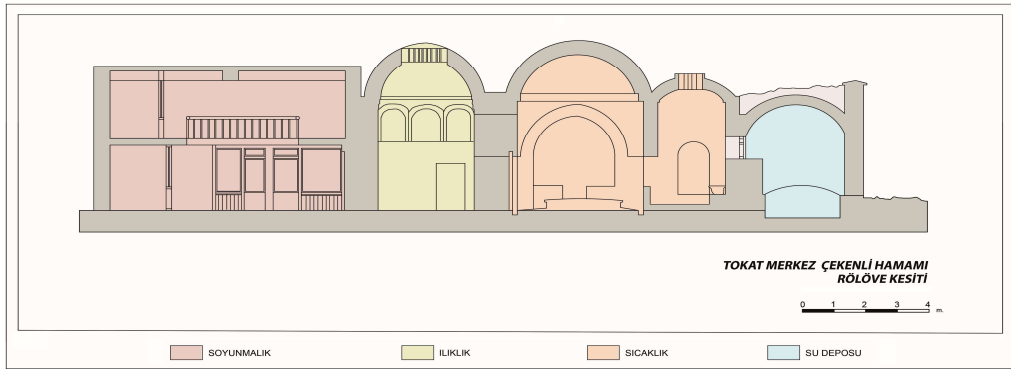 TOKAT MERKEZ ÇEKENLİ HAMAMI
RÖLÖVE KESİTİ
0 1 2 3 4 m.
SOYUNMALIK ILIKLIK SICAKLIK SU DEPOSU